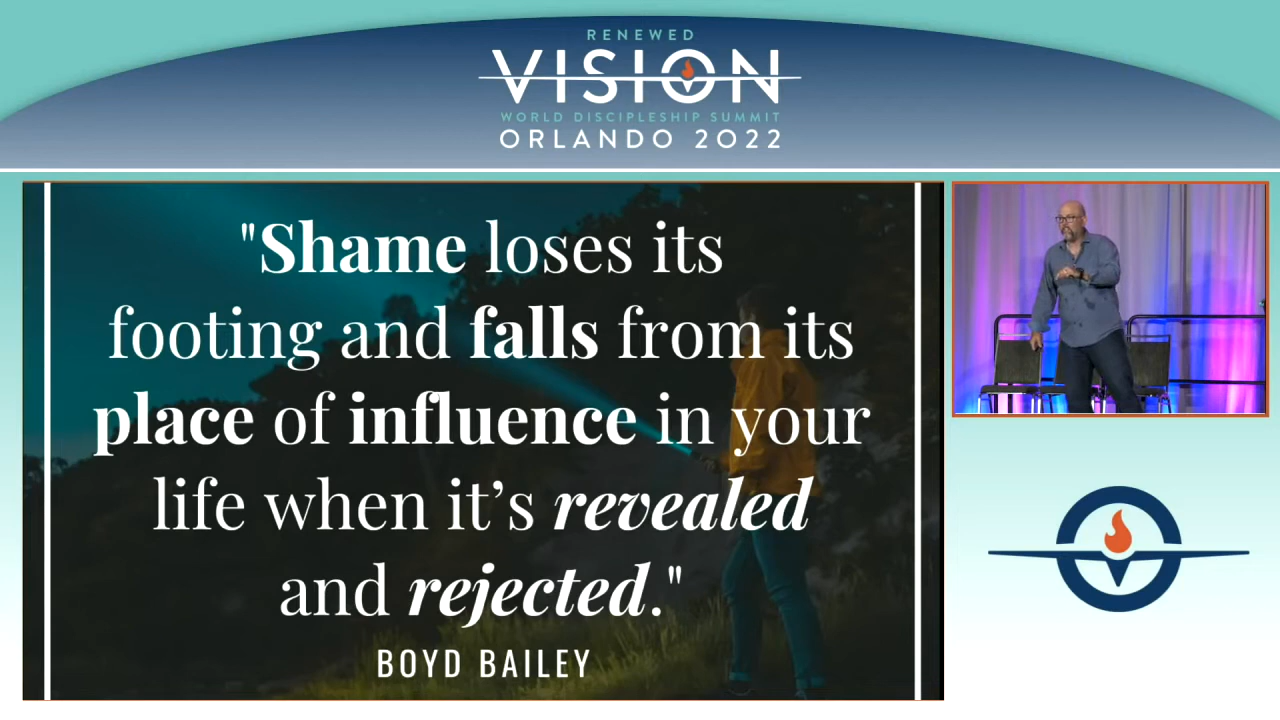 RENEWED
VISION
WORLD DISCIPLESHIP SUMMIT
ORLANDO 2022
"Shame loses its
footing and falls from its
place of influence in your
life when it’s revealed
and rejected."
BOYD BAILEY